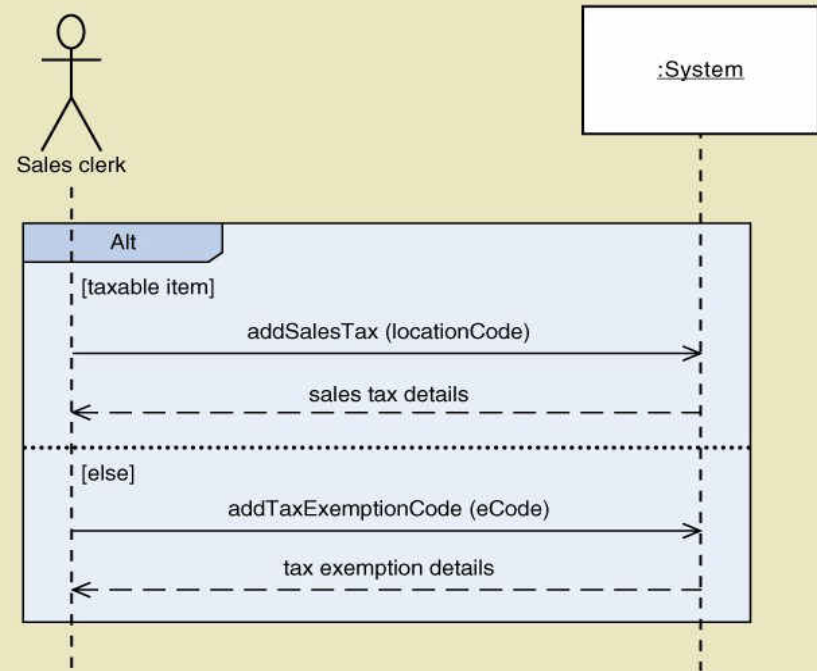 Sales clerk
:System
Alt
[taxable item]
addSalesTax (locationCode)
sales tax details
[else]
addTaxExemptionCode (eCode)
tax exemption details